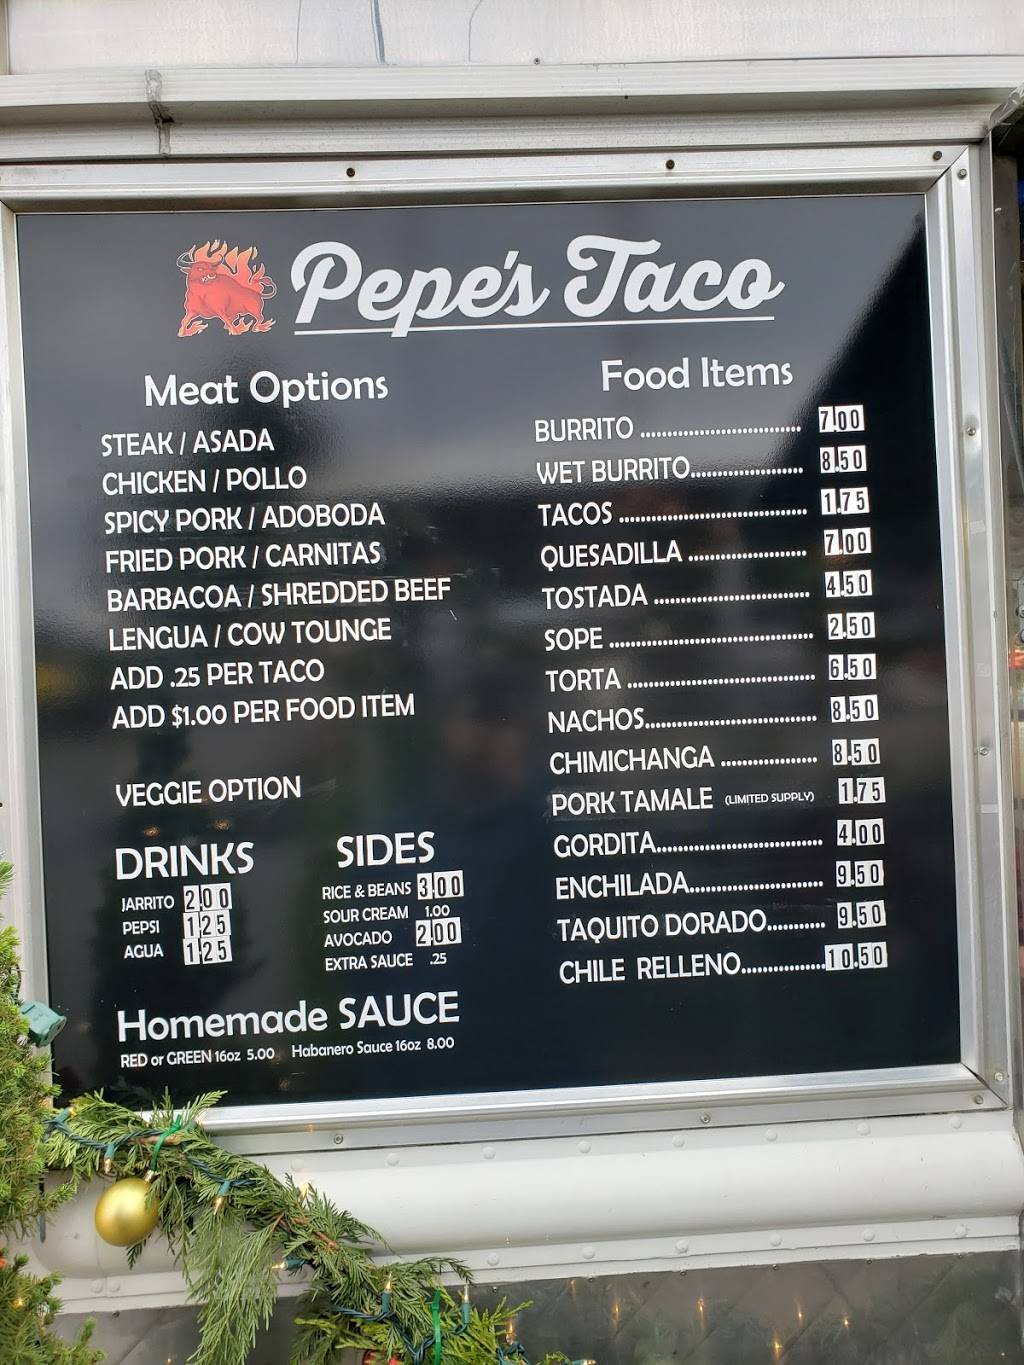 Pepe's Taco
Meat Options
STEAK / ASADA
CHICKEN / POLLO
SPICY PORK / ADOBODA
FRIED PORK / CARNITAS
BARBACOA / SHREDDED BEEF
LENGUA / COW TOUNGE
ADD .25 PER TACO
ADD $1.00 PER FOOD ITEM
VEGGIE OPTION
DRINKS
JARRITO 2.00
PEPSI 1.25
AGUA 1.25
SIDES
RICE & BEANS 3.00
SOUR CREAM 1.00
AVOCADO 2.00
EXTRA SAUCE .25
Homemade SAUCE
RED or GREEN 16oz 5.00 Habanero Sauce 16oz 8.00
Food Items
BURRITO ............................... 7.00
WET BURRITO...................... 8.50
TACOS .................................... 1.75
QUESADILLA ....................... 7.00
TOSTADA .............................. 4.50
SOPE ....................................... 2.50
TORTA .................................... 6.50
NACHOS................................. 8.50
CHIMICHANGA ................... 8.50
PORK TAMALE (LIMITED SUPPLY) 1.75
GORDITA................................ 4.00
ENCHILADA.......................... 9.50
TAQUITO DORADO........... 9.50
CHILE RELLENO................10.50